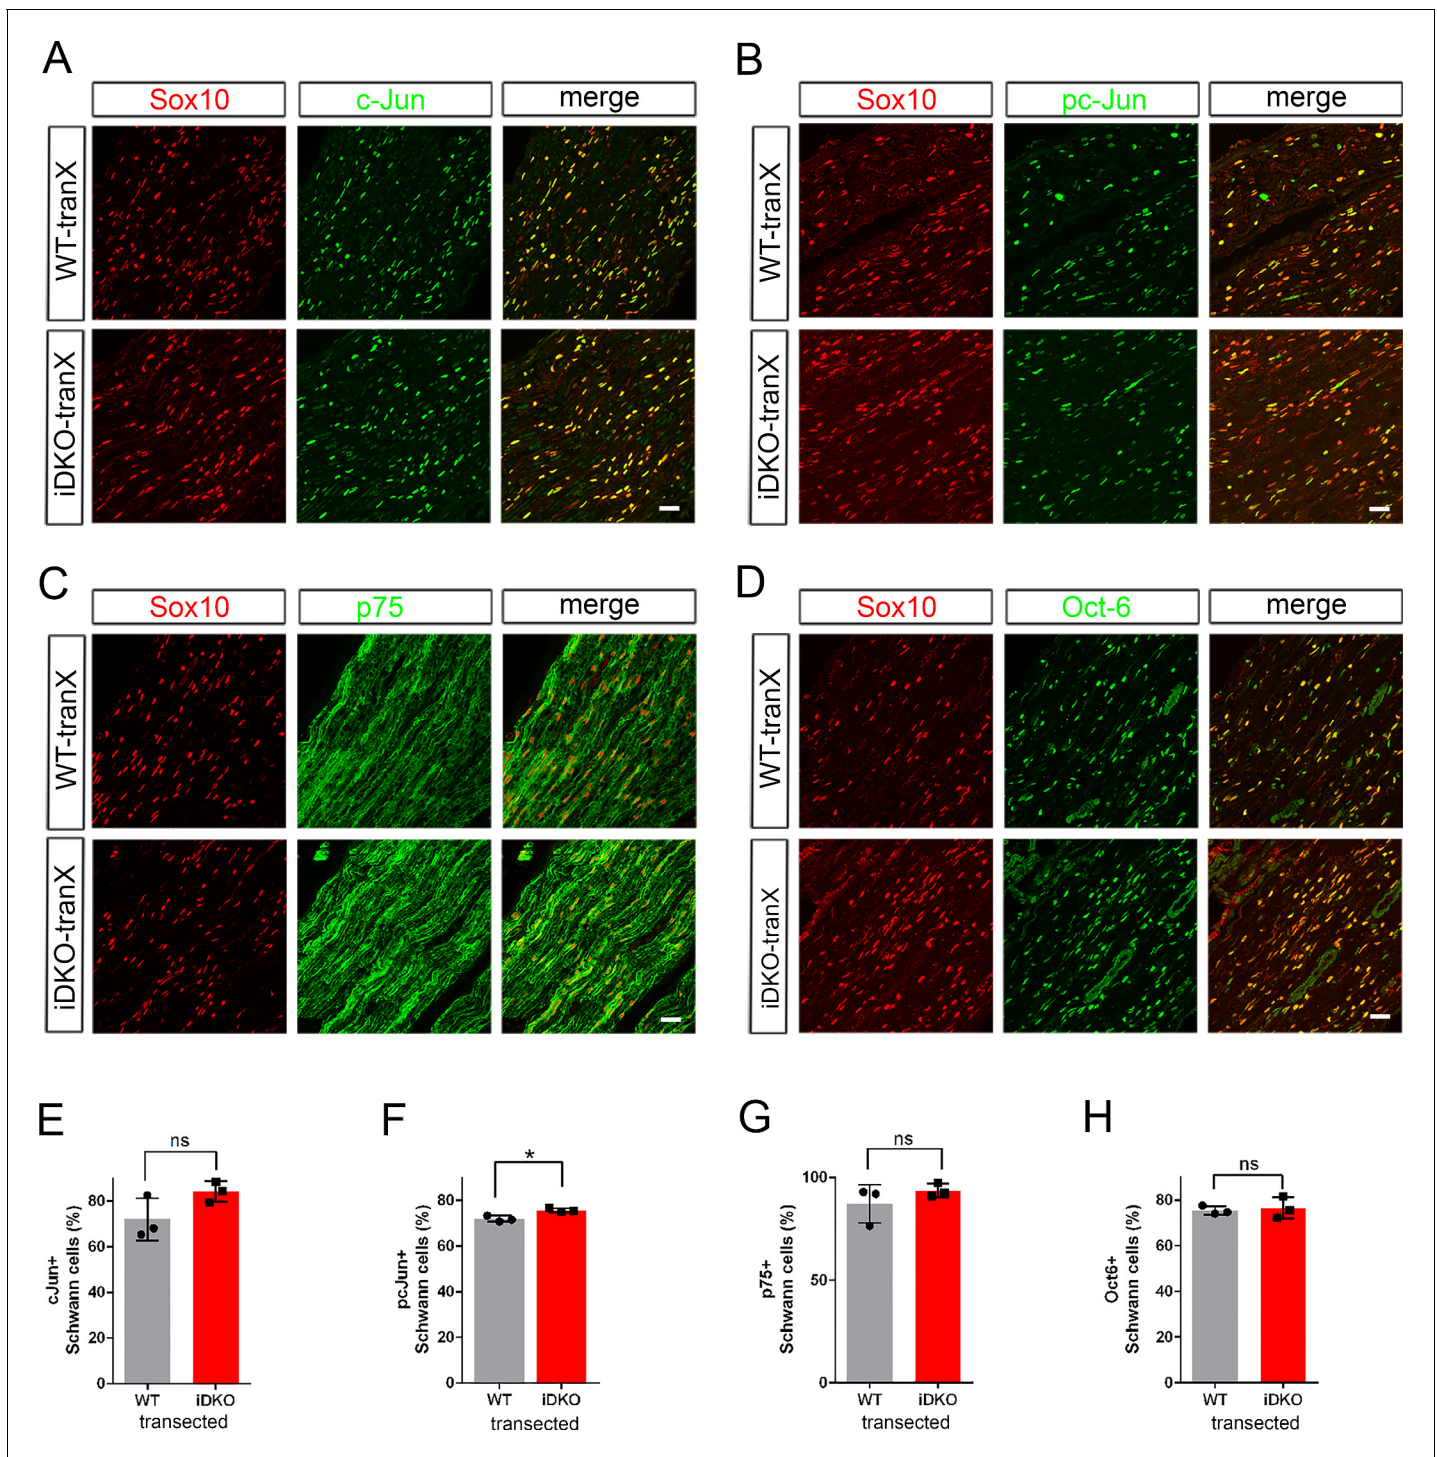 A
Sox10 c-Jun merge
WT-tranX
iDKO-tranX
B
Sox10 pc-Jun merge
WT-tranX
iDKO-tranX
C
Sox10 p75 merge
WT-tranX
iDKO-tranX
D
Sox10 Oct-6 merge
WT-tranX
iDKO-tranX
E
ns
cJun+
Schwann cells (%)
80
60
40
20
0
WT iDKO
transected
F
*
pcJun+
Schwann cells (%)
80
60
40
20
0
WT iDKO
transected
G
ns
p75+
Schwann cells (%)
100
50
0
WT iDKO
transected
H
ns
Oct6+
Schwann cells (%)
80
60
40
20
0
WT iDKO
transected